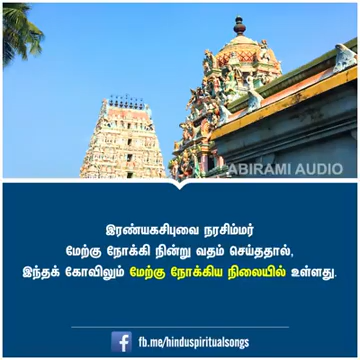 ABIRAMI AUDIO
இரண்யகசிபுவை நரசிம்மர்
மேற்கு நோக்கி நின்று வதம் செய்ததால்,
இந்தக் கோவிலும் மேற்கு நோக்கிய நிலையில் உள்ளது.
fb.me/hinduspiritualsongs